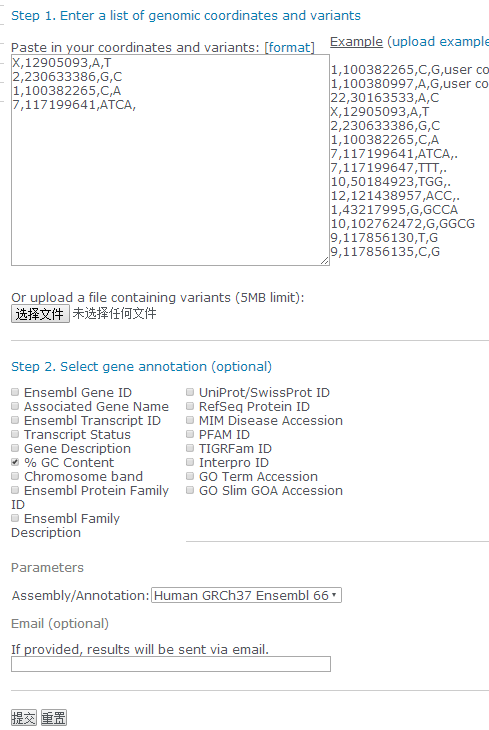 Step 1. Enter a list of genomic coordinates and variants
Paste in your coordinates and variants: [format]
X,12905093,A,T
2,230633386,G,C
1,100382265,C,A
7,117199641,ATCA,
Example (upload example
1,100382265,C,G,user co
1,100380997,A,G,user co
22,30163533,A,C
X,12905093,A,T
2,230633386,G,C
1,100382265,C,A
7,117199641,ATCA,.
7,117199647,TTT,.
10,50184923,TGG,.
12,121438957,ACC,.
1,43217995,G,GCCA
10,102762472,G,GGCG
9,117856130,T,G
9,117856135,C,G
Or upload a file containing variants (5MB limit):
选择文件 未选择任何文件
Step 2. Select gene annotation (optional)
Ensembl Gene ID
Associated Gene Name
Ensembl Transcript ID
Transcript Status
Gene Description
% GC Content
Chromosome band
Ensembl Protein Family
ID
Ensembl Family
Description
UniProt/SwissProt ID
RefSeq Protein ID
MIM Disease Accession
PFAM ID
TIGRFam ID
Interpro ID
GO Term Accession
GO Slim GOA Accession
Parameters
Assembly/Annotation: Human GRCh37 Ensembl 66
Email (optional)
If provided, results will be sent via email.
提交 重置